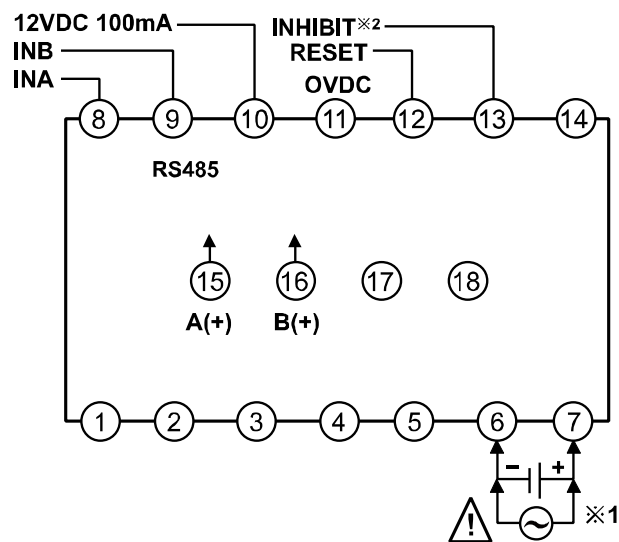 12VDC 100mA
INHIBIT※2
INB
RESET
INA
OVDC
8 9 10 11 12 13 14
RS485
15 16 17 18
A(+) B(+)
1 2 3 4 5 6 7
- +
! ~ ※1